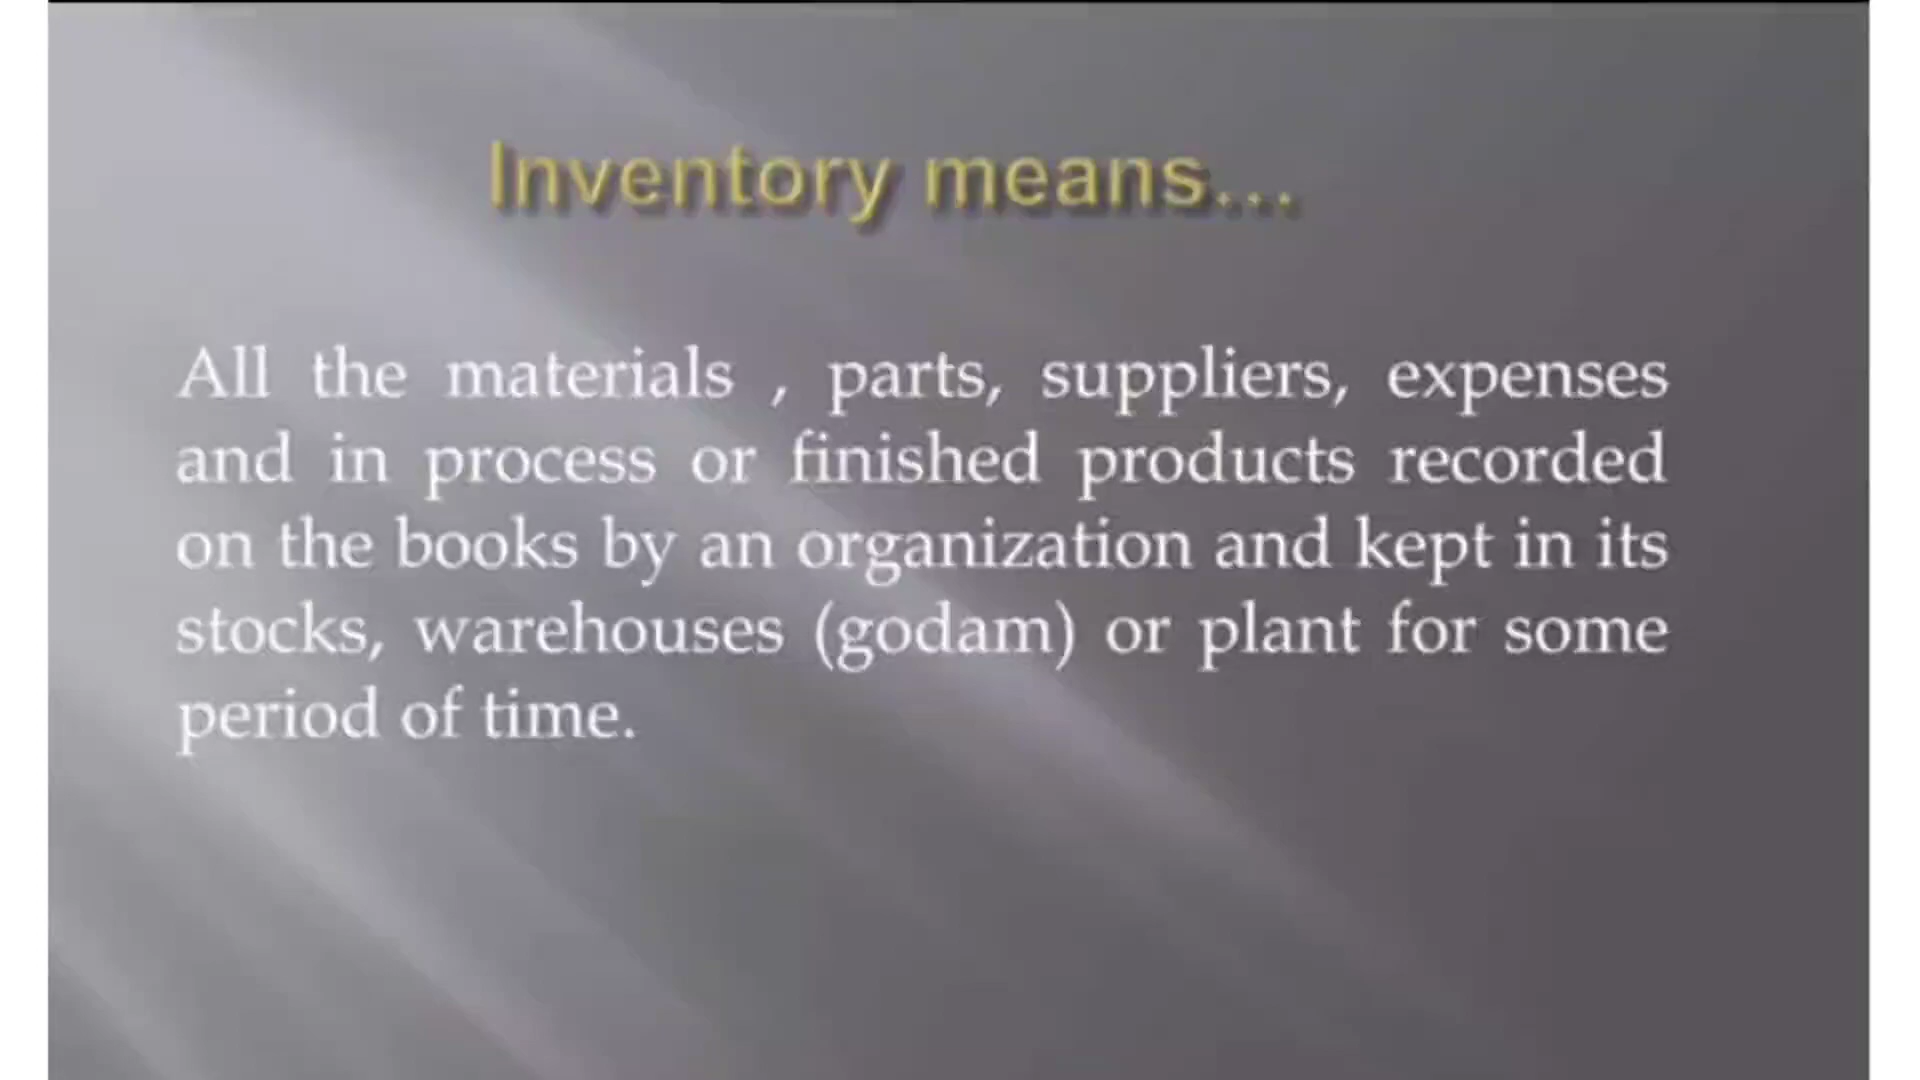 Inventory means...
All the materials , parts, suppliers, expenses
and in process or finished products recorded
on the books by an organization and kept in its
stocks, warehouses (godam) or plant for some
period of time.